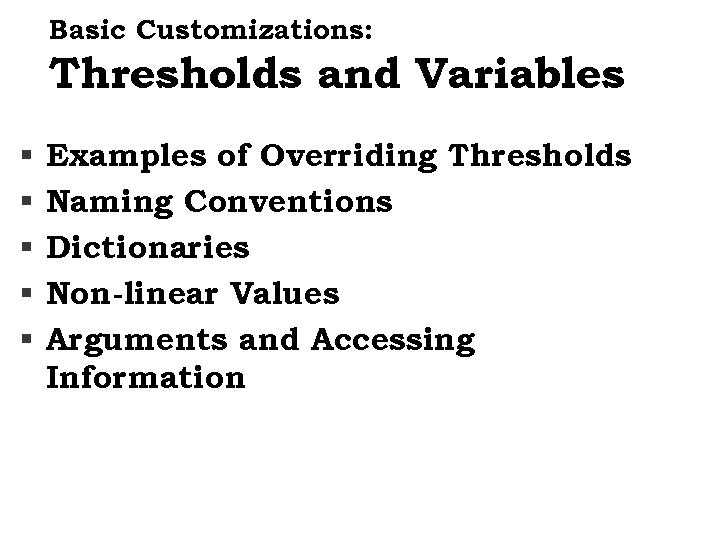 Basic Customizations:
Thresholds and Variables
▪ Examples of Overriding Thresholds
▪ Naming Conventions
▪ Dictionaries
▪ Non-linear Values
▪ Arguments and Accessing
Information